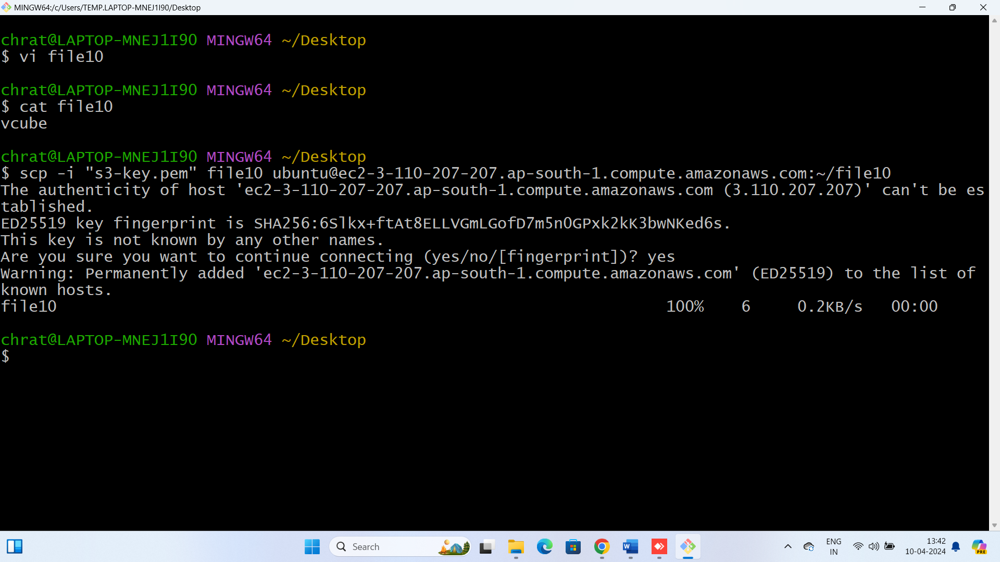 MINGW64:/c/Users/TEMP.LAPTOP-MNEJ1I90/Desktop
chrat@LAPTOP-MNEJ1I90 MINGW64 ~/Desktop
$ vi file10
chrat@LAPTOP-MNEJ1I90 MINGW64 ~/Desktop
$ cat file10
vcube
chrat@LAPTOP-MNEJ1I90 MINGW64 ~/Desktop
$ scp -i "s3-key.pem" file10 ubuntu@ec2-3-110-207-207.ap-south-1.compute.amazonaws.com:~/file10
The authenticity of host 'ec2-3-110-207-207.ap-south-1.compute.amazonaws.com (3.110.207.207)' can't be es
tablished.
ED25519 key fingerprint is SHA256:6Slkx+ftAt8ELLVGmLGofD7m5n0GPxk2kK3bwNKed6s.
This key is not known by any other names.
Are you sure you want to continue connecting (yes/no/[fingerprint])? yes
Warning: Permanently added 'ec2-3-110-207-207.ap-south-1.compute.amazonaws.com' (ED25519) to the list of
known hosts.
file10 100% 6 0.2KB/s 00:00
chrat@LAPTOP-MNEJ1I90 MINGW64 ~/Desktop
$
Search
W
ENG
IN
13:42
10-04-2024
PRE